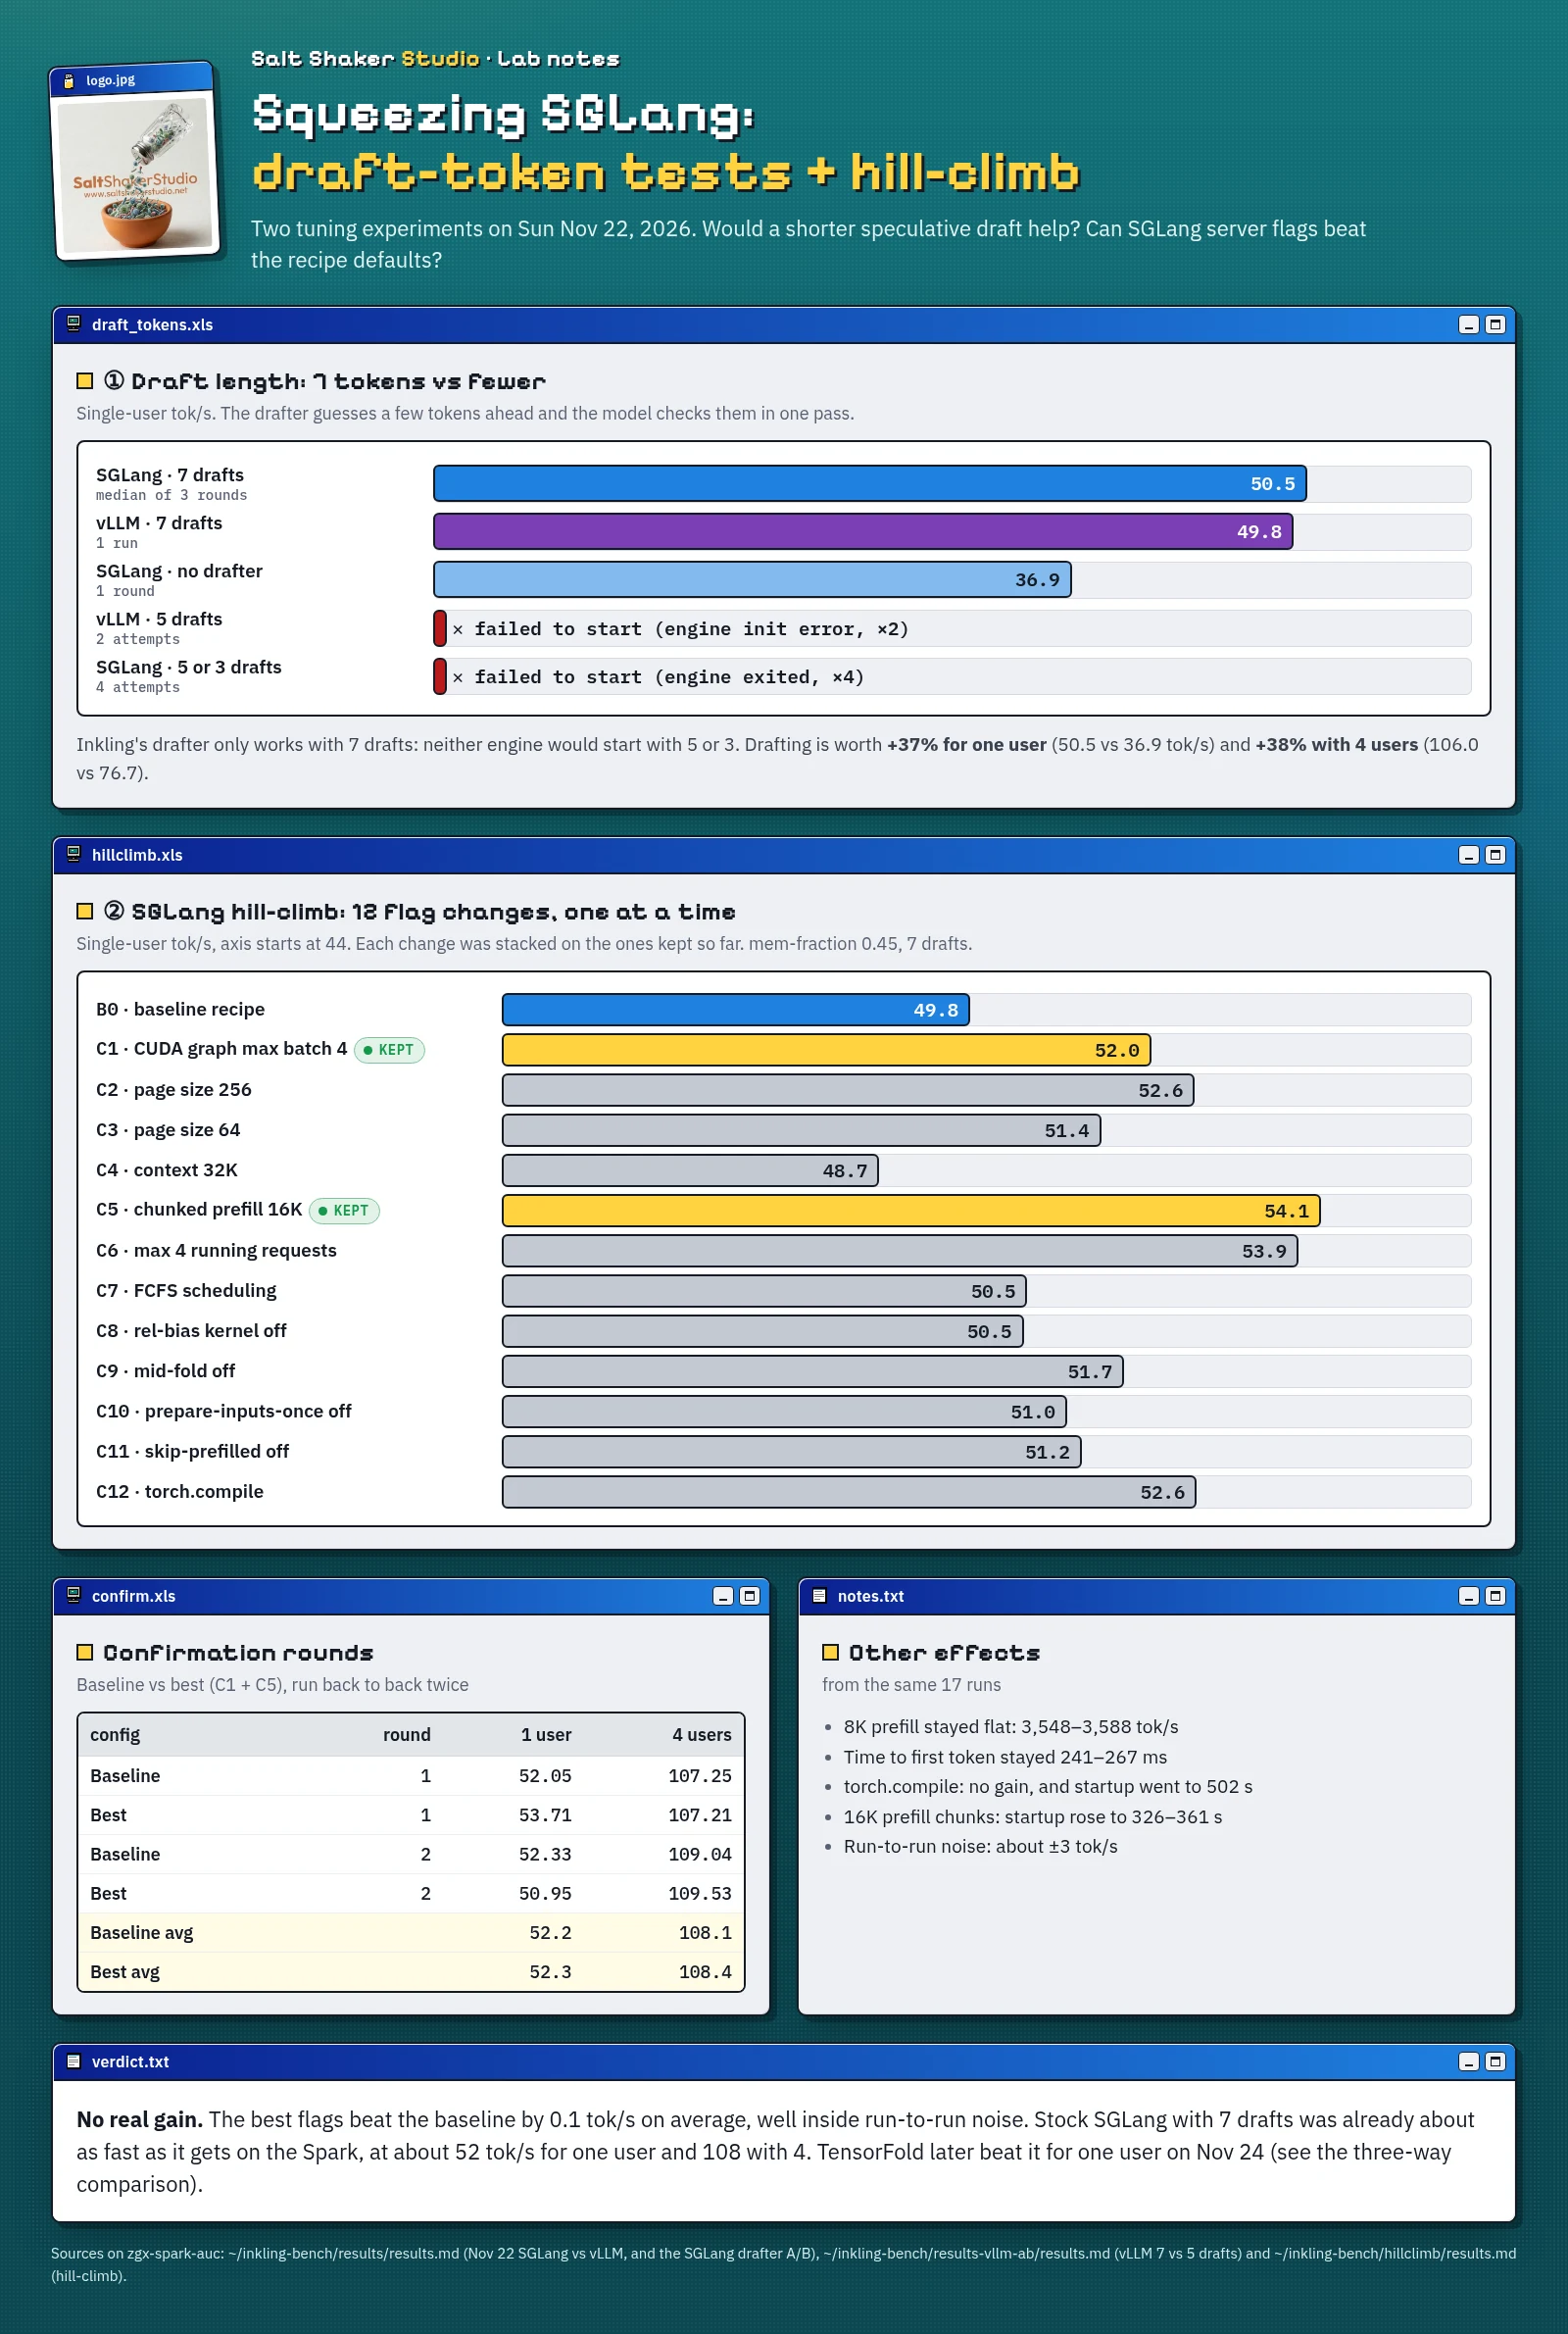 logo.jpg
SaltShakerStudio
www.saltshakerstudio.net
Salt Shaker Studio · Lab notes
Squeezing SGLang:
draft-token tests + hill-climb
Two tuning experiments on Sun Nov 22, 2026. Would a shorter speculative draft help? Can SGLang server flags beat
the recipe defaults?
draft_tokens.xls
① Draft length: 7 tokens vs fewer
Single-user tok/s. The drafter guesses a few tokens ahead and the model checks them in one pass.
SGLang · 7 drafts
median of 3 rounds
50.5
vLLM · 7 drafts
1 run
49.8
SGLang · no drafter
1 round
36.9
vLLM · 5 drafts
2 attempts
× failed to start (engine init error, ×2)
SGLang · 5 or 3 drafts
4 attempts
× failed to start (engine exited, ×4)
Inkling's drafter only works with 7 drafts: neither engine would start with 5 or 3. Drafting is worth +37% for one user (50.5 vs 36.9 tok/s) and +38% with 4 users (106.0
vs 76.7).
hillclimb.xls
② SGLang hill-climb: 12 flag changes, one at a time
Single-user tok/s, axis starts at 44. Each change was stacked on the ones kept so far. mem-fraction 0.45, 7 drafts.
B0 · baseline recipe 49.8
C1 · CUDA graph max batch 4 ● KEPT 52.0
C2 · page size 256 52.6
C3 · page size 64 51.4
C4 · context 32K 48.7
C5 · chunked prefill 16K ● KEPT 54.1
C6 · max 4 running requests 53.9
C7 · FCFS scheduling 50.5
C8 · rel-bias kernel off 50.5
C9 · mid-fold off 51.7
C10 · prepare-inputs-once off 51.0
C11 · skip-prefilled off 51.2
C12 · torch.compile 52.6
confirm.xls
Confirmation rounds
Baseline vs best (C1 + C5), run back to back twice
config round 1 user 4 users
Baseline 1 52.05 107.25
Best 1 53.71 107.21
Baseline 2 52.33 109.04
Best 2 50.95 109.53
Baseline avg 52.2 108.1
Best avg 52.3 108.4
notes.txt
Other effects
from the same 17 runs
• 8K prefill stayed flat: 3,548–3,588 tok/s
• Time to first token stayed 241–267 ms
• torch.compile: no gain, and startup went to 502 s
• 16K prefill chunks: startup rose to 326–361 s
• Run-to-run noise: about ±3 tok/s
verdict.txt
No real gain. The best flags beat the baseline by 0.1 tok/s on average, well inside run-to-run noise. Stock SGLang with 7 drafts was already about
as fast as it gets on the Spark, at about 52 tok/s for one user and 108 with 4. TensorFold later beat it for one user on Nov 24 (see the three-way
comparison).
Sources on zgx-spark-auc: ~/inkling-bench/results/results.md (Nov 22 SGLang vs vLLM, and the SGLang drafter A/B), ~/inkling-bench/results-vllm-ab/results.md (vLLM 7 vs 5 drafts) and ~/inkling-bench/hillclimb/results.md
(hill-climb).